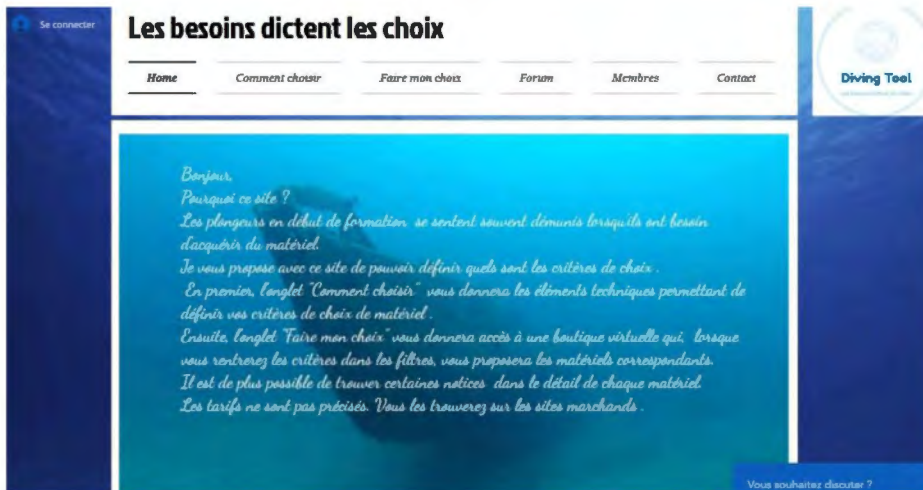 Se connecter
Les besoins dictent les choix
Home Comment choisir Faire mon choix Forum Membres Contact
Diving Tool
Bonjour,
Pourquoi ce site ?
Les plongeurs en début de formation se sentent souvent démunis lorsqu'ils ont besoin
d'acquérir du matériel.
Je vous propose avec ce site de pouvoir définir quels sont les critères de choix .
En premier, l'onglet "Comment choisir" vous donnera les éléments techniques permettant de
définir vos critères de choix de matériel .
Ensuite, l'onglet "Faire mon choix" vous donnera accès à une boutique virtuelle qui, lorsque
vous rentrerez les critères dans les filtres, vous proposera les matériels correspondants.
Il est de plus possible de trouver certaines notices dans le détail de chaque matériel.
Les tarifs ne sont pas précisés. Vous les trouverez sur les sites marchands .
Vous souhaitez discuter ?